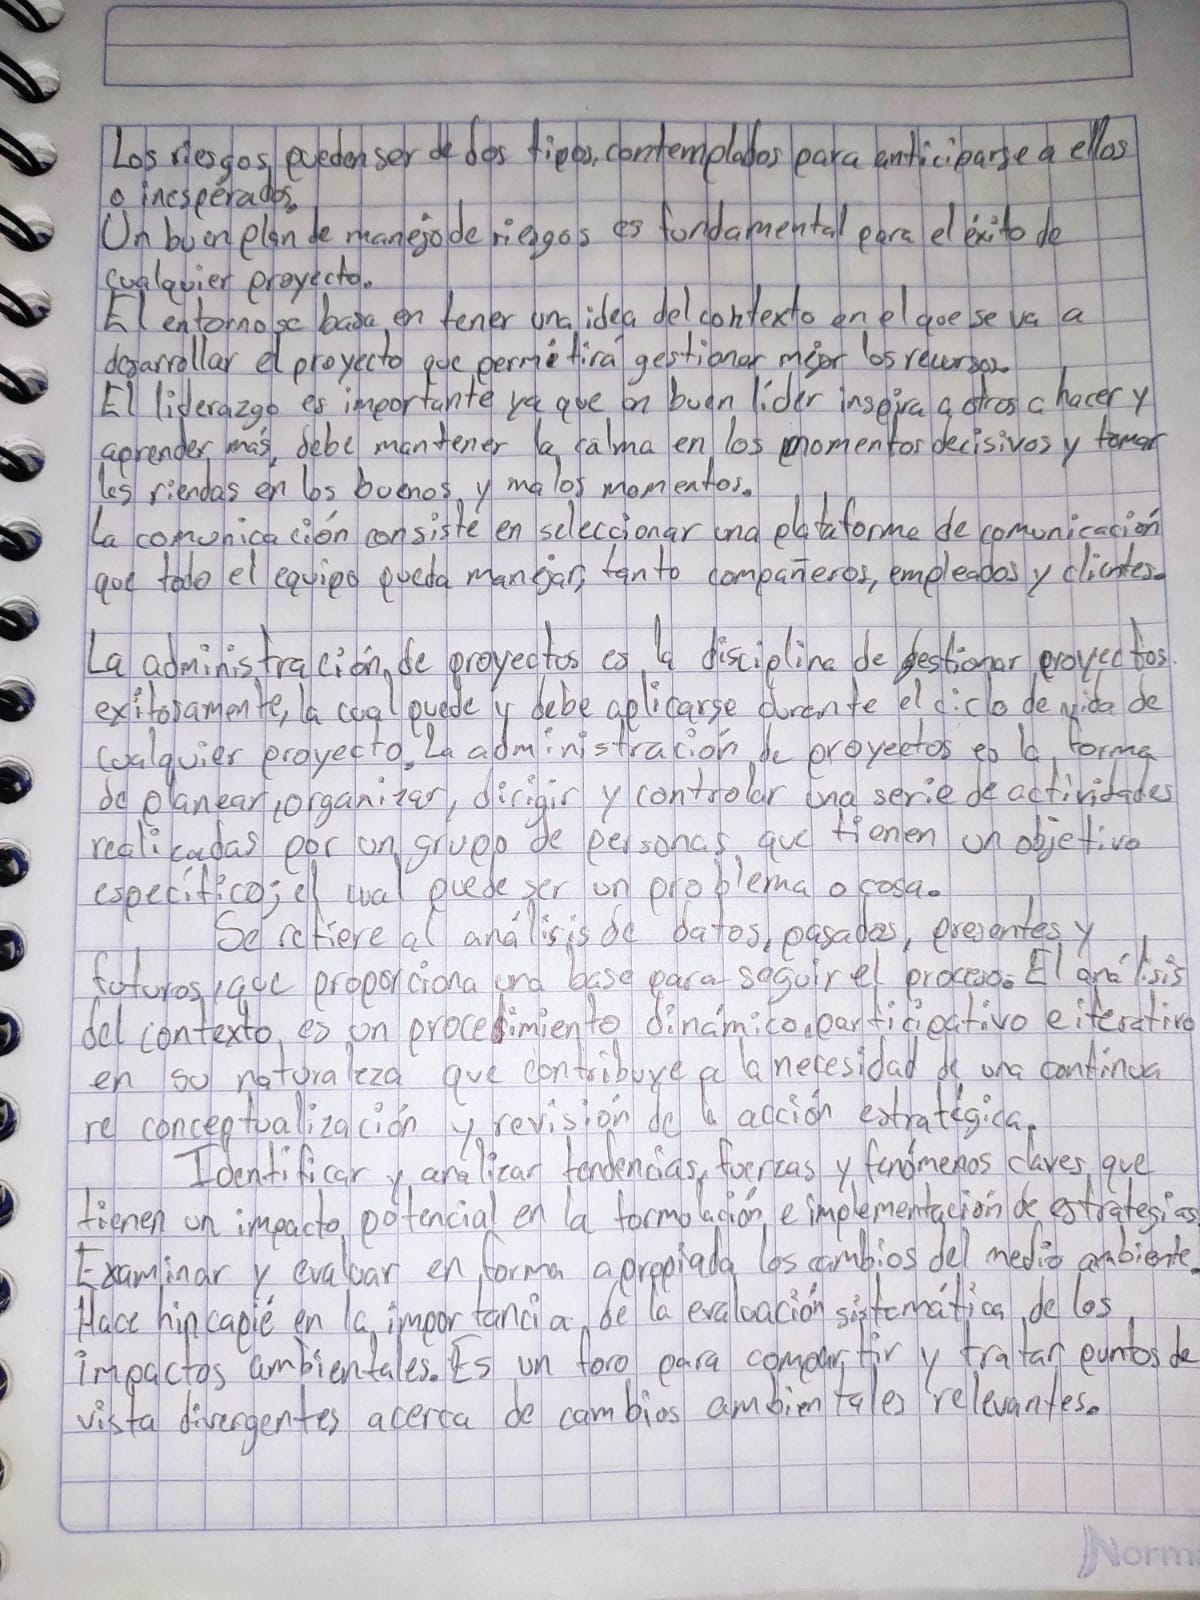 Los riesgos pueden ser de dos tipos, contemplados para anticiparse a ellos
o inesperados.
Un buen plan de manejo de riesgos es fundamental para el éxito de
cualquier proyecto.
El entorno se basa en tener una idea del contexto en el que se va a
desarrollar el proyecto que permitirá gestionar mejor los recursos.
El liderazgo es importante ya que un buen líder inspira a otros a hacer y
aprender más, debe mantener la calma en los momentos decisivos y tomar
las riendas en los buenos y malos momentos.
La comunicación consiste en seleccionar una plataforma de comunicación
que todo el equipo pueda manejar, tanto compañeros, empleados y clientes.
La administración de proyectos es la disciplina de gestionar proyectos
exitosamente, la cual puede y debe aplicarse durante el ciclo de vida de
cualquier proyecto. La administración de proyectos es la forma
de planear, organizar, dirigir y controlar una serie de actividades
realicadas por un grupo de personas que tienen un objetivo
específico; el cual puede ser un problema o cosa.
Se refiere al análisis de datos, pasados, presentes y
futuros, que proporciona una base para seguir el proceso. El análisis
del contexto es un procedimiento dinámico, participativo e iterativo
en su naturaleza que contribuye a la necesidad de una continua
re conceptualización y revisión de la acción estratégica.
Identificar y analizar tendencias, fuerzas y fenómenos claves que
tienen un impacto potencial en la formulación e implementación de estrategias
Examinar y evaluar en forma apropiada los cambios del medio ambiente.
Hace hincapié en la importancia de la evaluación sistemática de los
impactos ambientales. Es un foro para compartir y tratar puntos de
vista divergentes acerca de cambios ambientales relevantes.
Norma